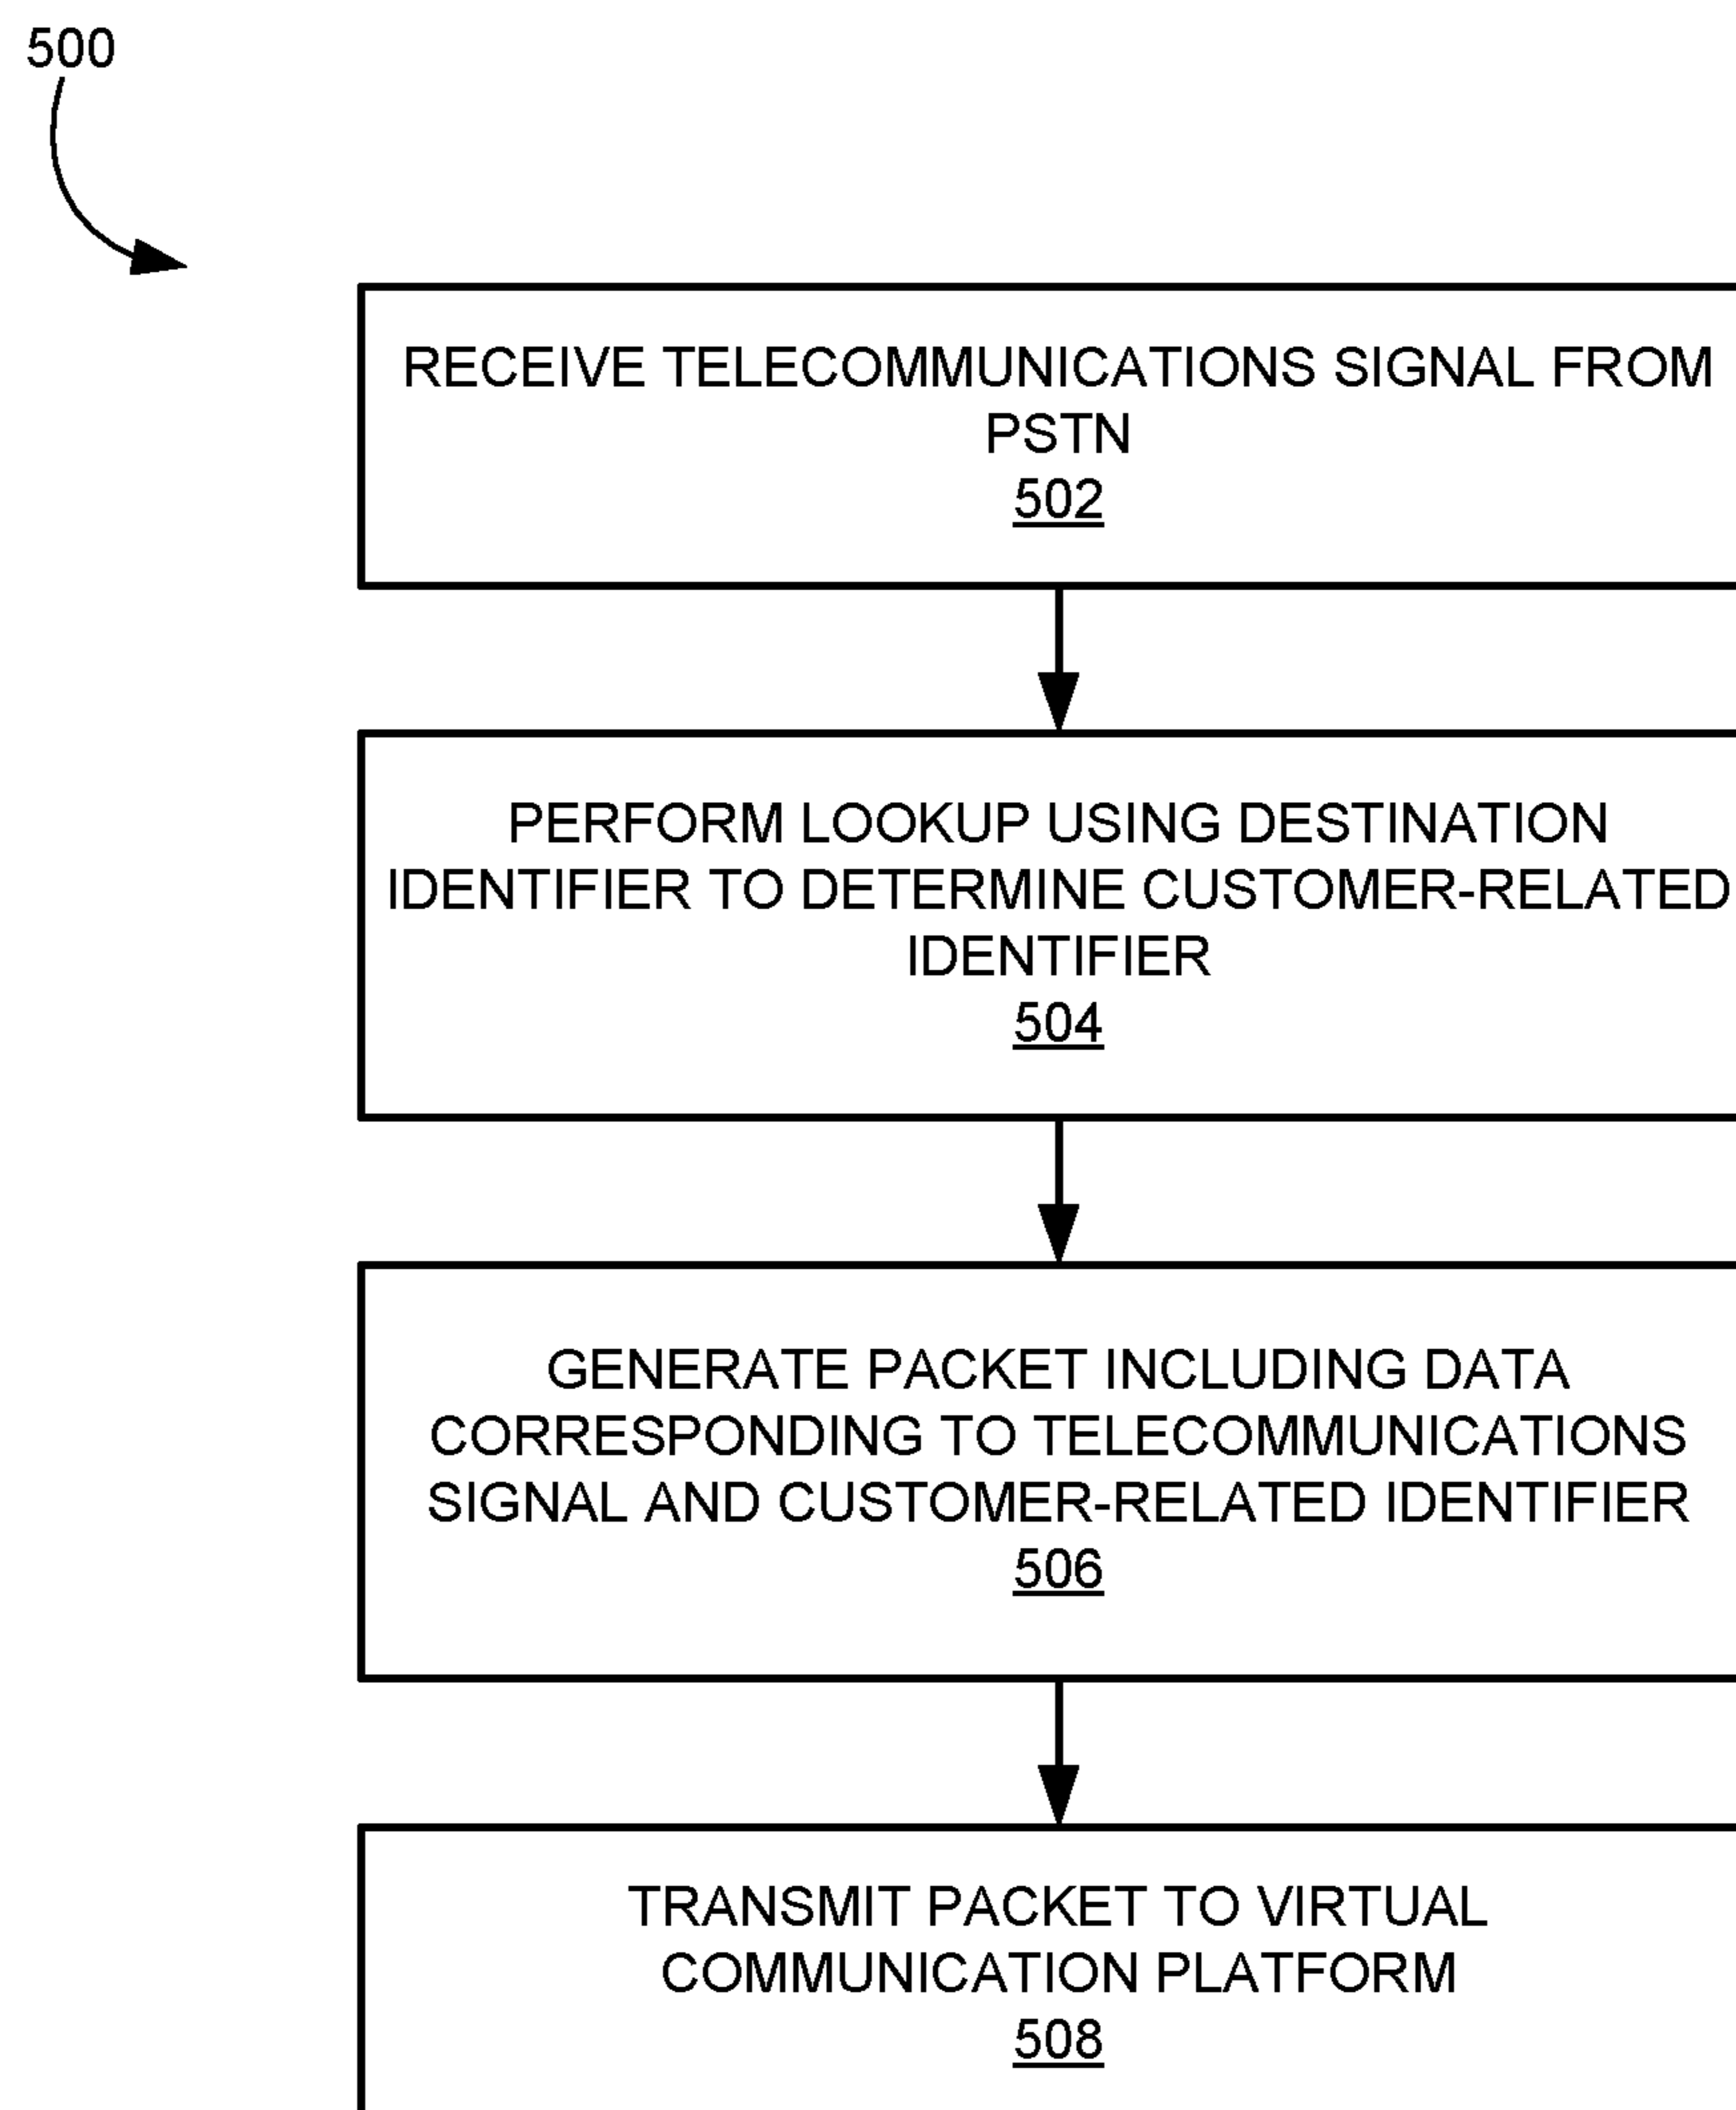 500
RECEIVE TELECOMMUNICATIONS SIGNAL FROM
PSTN
502
PERFORM LOOKUP USING DESTINATION
IDENTIFIER TO DETERMINE CUSTOMER-RELATED
IDENTIFIER
504
GENERATE PACKET INCLUDING DATA
CORRESPONDING TO TELECOMMUNICATIONS
SIGNAL AND CUSTOMER-RELATED IDENTIFIER
506
TRANSMIT PACKET TO VIRTUAL
COMMUNICATION PLATFORM
508